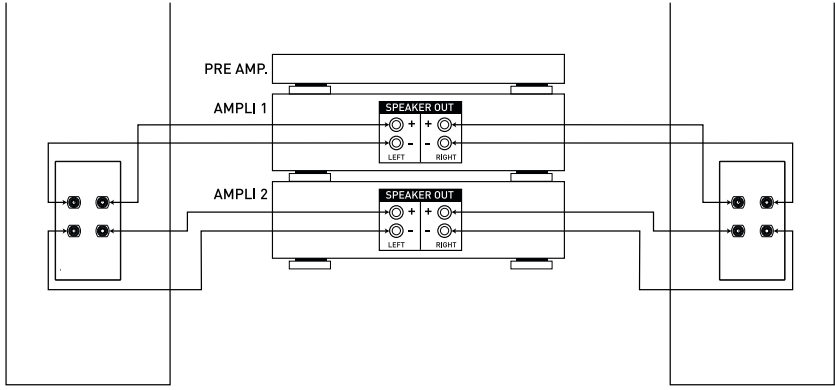 PRE AMP.
AMPLI 1
SPEAKER OUT
+ +
- -
LEFT RIGHT
AMPLI 2
SPEAKER OUT
+ +
- -
LEFT RIGHT